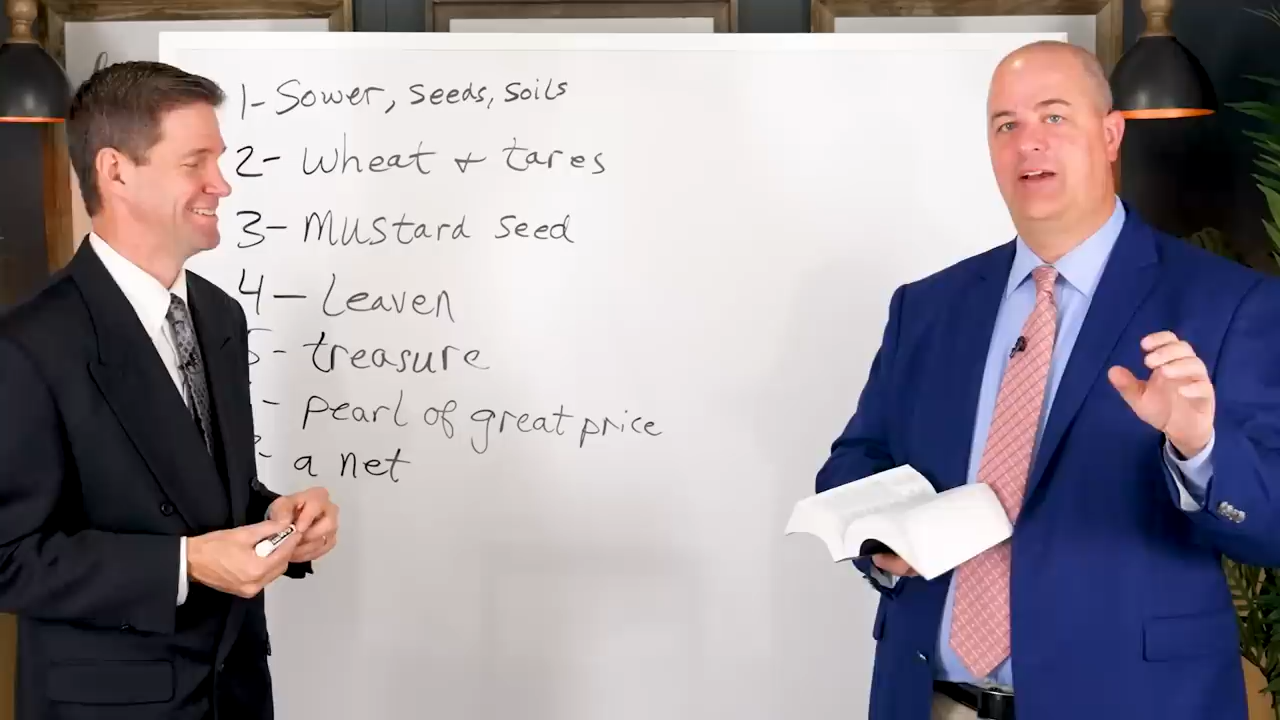 1- Sower, seeds, soils
2- Wheat + tares
3- Mustard seed
4- Leaven
5- treasure
- pearl of great price
- a net